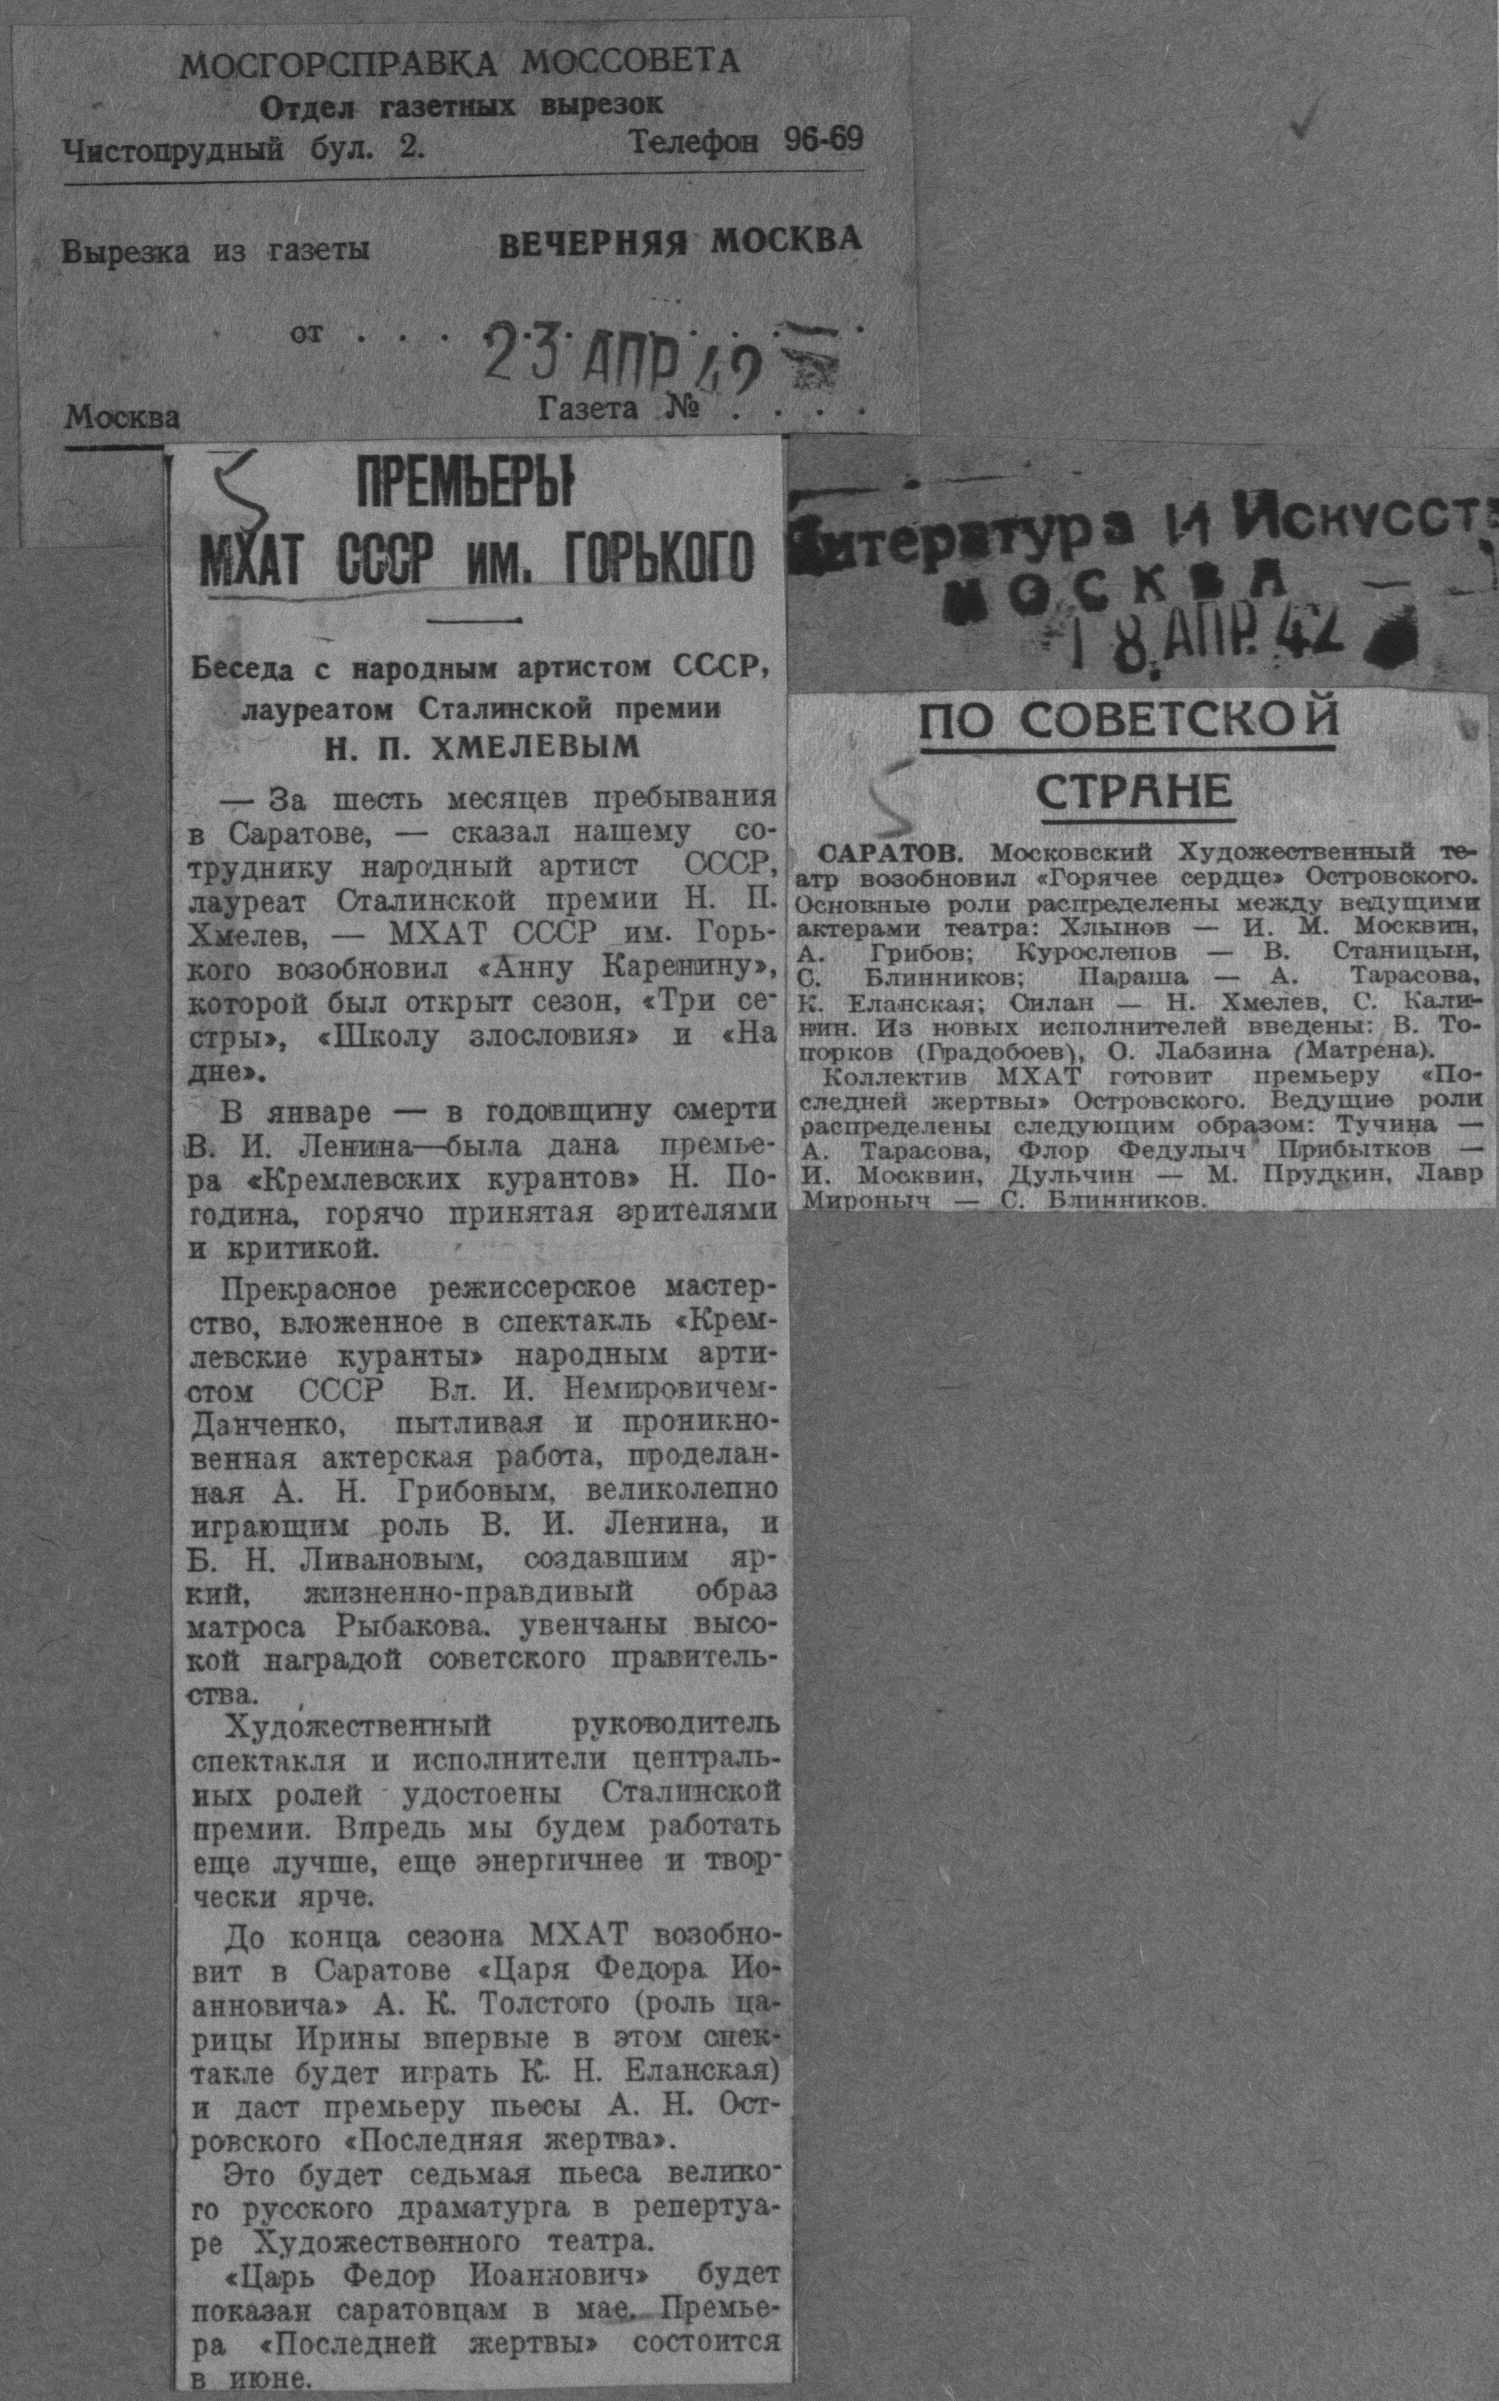 МОСГОРСПРАВКА МОССОВЕТА
Отдел газетных вырезок
Чистопрудный бул. 2. Телефон 96-69
Вырезка из газеты ВЕЧЕРНЯЯ МОСКВА
от . . . . 23 АПР 42
Москва Газета № . . . .
ПРЕМЬЕРЫ
МХАТ СССР им. ГОРЬКОГО
Беседа с народным артистом СССР,
лауреатом Сталинской премии
Н. П. ХМЕЛЕВЫМ
— За шесть месяцев пребывания
в Саратове, — сказал нашему со-
труднику народный артист СССР,
лауреат Сталинской премии Н. П.
Хмелев, — МХАТ СССР им. Горь-
кого возобновил «Анну Каренину»,
которой был открыт сезон, «Три се-
стры», «Школу злословия» и «На
дне».
В январе — в годовщину смерти
В. И. Ленина—была дана премье-
ра «Кремлевских курантов» Н. По-
година, горячо принятая зрителями
и критикой.
Прекрасное режиссерское мастер-
ство, вложенное в спектакль «Крем-
левские куранты» народным арти-
стом СССР Вл. И. Немировичем-
Данченко, пытливая и проникно-
венная актерская работа, проделан-
ная А. Н. Грибовым, великолепно
играющим роль В. И. Ленина, и
Б. Н. Ливановым, создавшим яр-
кий, жизненно-правдивый образ
матроса Рыбакова. увенчаны высо-
кой наградой советского правитель-
ства.
Художественный руководитель
спектакля и исполнители централь-
ных ролей удостоены Сталинской
премии. Впредь мы будем работать
еще лучше, еще энергичнее и твор-
чески ярче.
До конца сезона МХАТ возобно-
вит в Саратове «Царя Федора Ио-
анновича» А. К. Толстого (роль ца-
рицы Ирины впервые в этом спек-
такле будет играть К. Н. Еланская)
и даст премьеру пьесы А. Н. Ост-
ровского «Последняя жертва».
Это будет седьмая пьеса велико-
го русского драматурга в репертуа-
ре Художественного театра.
«Царь Федор Иоаннович» будет
показан саратовцам в мае. Премье-
ра «Последней жертвы» состоится
в июне.
Литература и Искусст
МОСКВА
18 АПР. 42
ПО СОВЕТСКОЙ
СТРАНЕ
САРАТОВ. Московский Художественный те-
атр возобновил «Горячее сердце» Островского.
Основные роли распределены между ведущими
актерами театра: Хлынов — И. М. Москвин,
А. Грибов; Курослепов — В. Станицын,
С. Блинников; Параша — А. Тарасова,
К. Еланская; Силан — Н. Хмелев, С. Кали-
нин. Из новых исполнителей введены: В. То-
порков (Градобоев), О. Лабзина (Матрена).
Коллектив МХАТ готовит премьеру «По-
следней жертвы» Островского. Ведущие роли
распределены следующим образом: Тучина —
А. Тарасова, Флор Федулыч Прибытков —
И. Москвин, Дульчин — М. Прудкин, Лавр
Мироныч — С. Блинников.